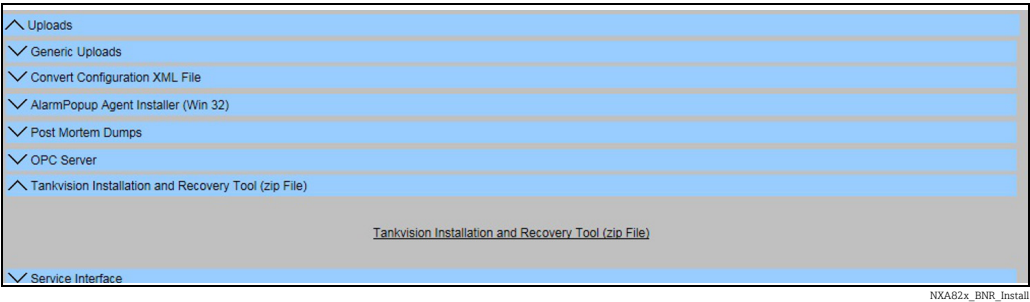 Uploads
Generic Uploads
Convert Configuration XML File
AlarmPopup Agent Installer (Win 32)
Post Mortem Dumps
OPC Server
Tankvision Installation and Recovery Tool (zip File)
Tankvision Installation and Recovery Tool (zip File)
Service Interface
NXA82x_BNR_Install